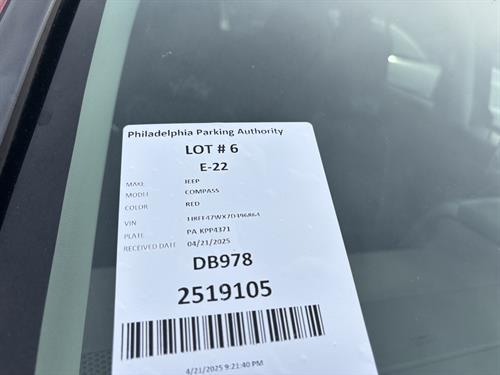 Philadelphia Parking Authority
LOT # 6
E-22
MAKE JEEP
MODEL COMPASS
COLOR RED
VIN
PLATE PA KPP4371
RECEIVED DATE 04/21/2025
DB978
2519105
4/21/2025 9:21:40 PM